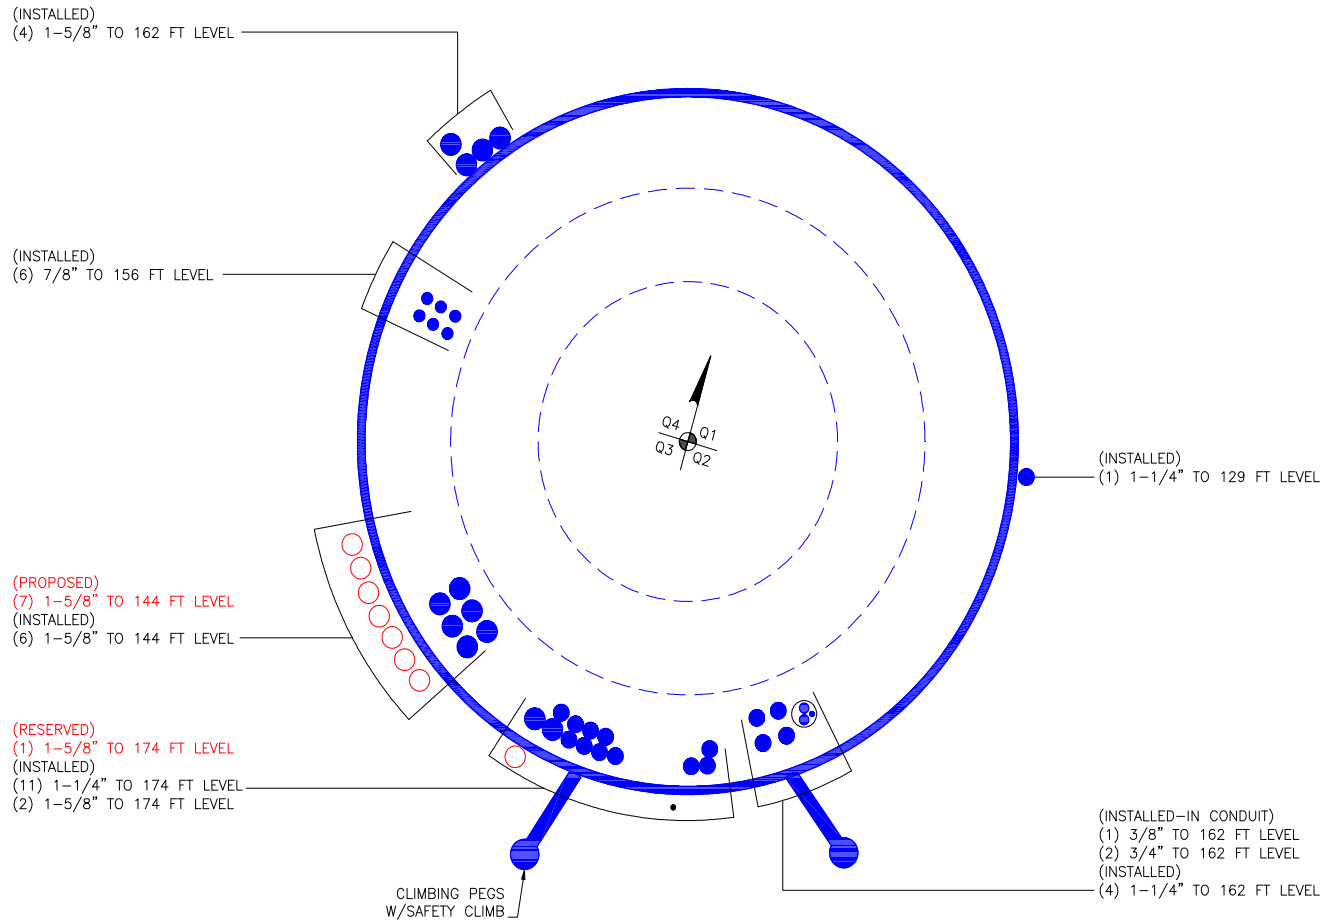 (INSTALLED)
(4) 1-5/8" TO 162 FT LEVEL
(INSTALLED)
(6) 7/8" TO 156 FT LEVEL
Q4 Q1
Q3 Q2
(INSTALLED)
(1) 1-1/4" TO 129 FT LEVEL
(PROPOSED)
(7) 1-5/8" TO 144 FT LEVEL
(INSTALLED)
(6) 1-5/8" TO 144 FT LEVEL
(RESERVED)
(1) 1-5/8" TO 174 FT LEVEL
(INSTALLED)
(11) 1-1/4" TO 174 FT LEVEL
(2) 1-5/8" TO 174 FT LEVEL
(INSTALLED-IN CONDUIT)
(1) 3/8" TO 162 FT LEVEL
(2) 3/4" TO 162 FT LEVEL
(INSTALLED)
(4) 1-1/4" TO 162 FT LEVEL
CLIMBING PEGS
W/SAFETY CLIMB